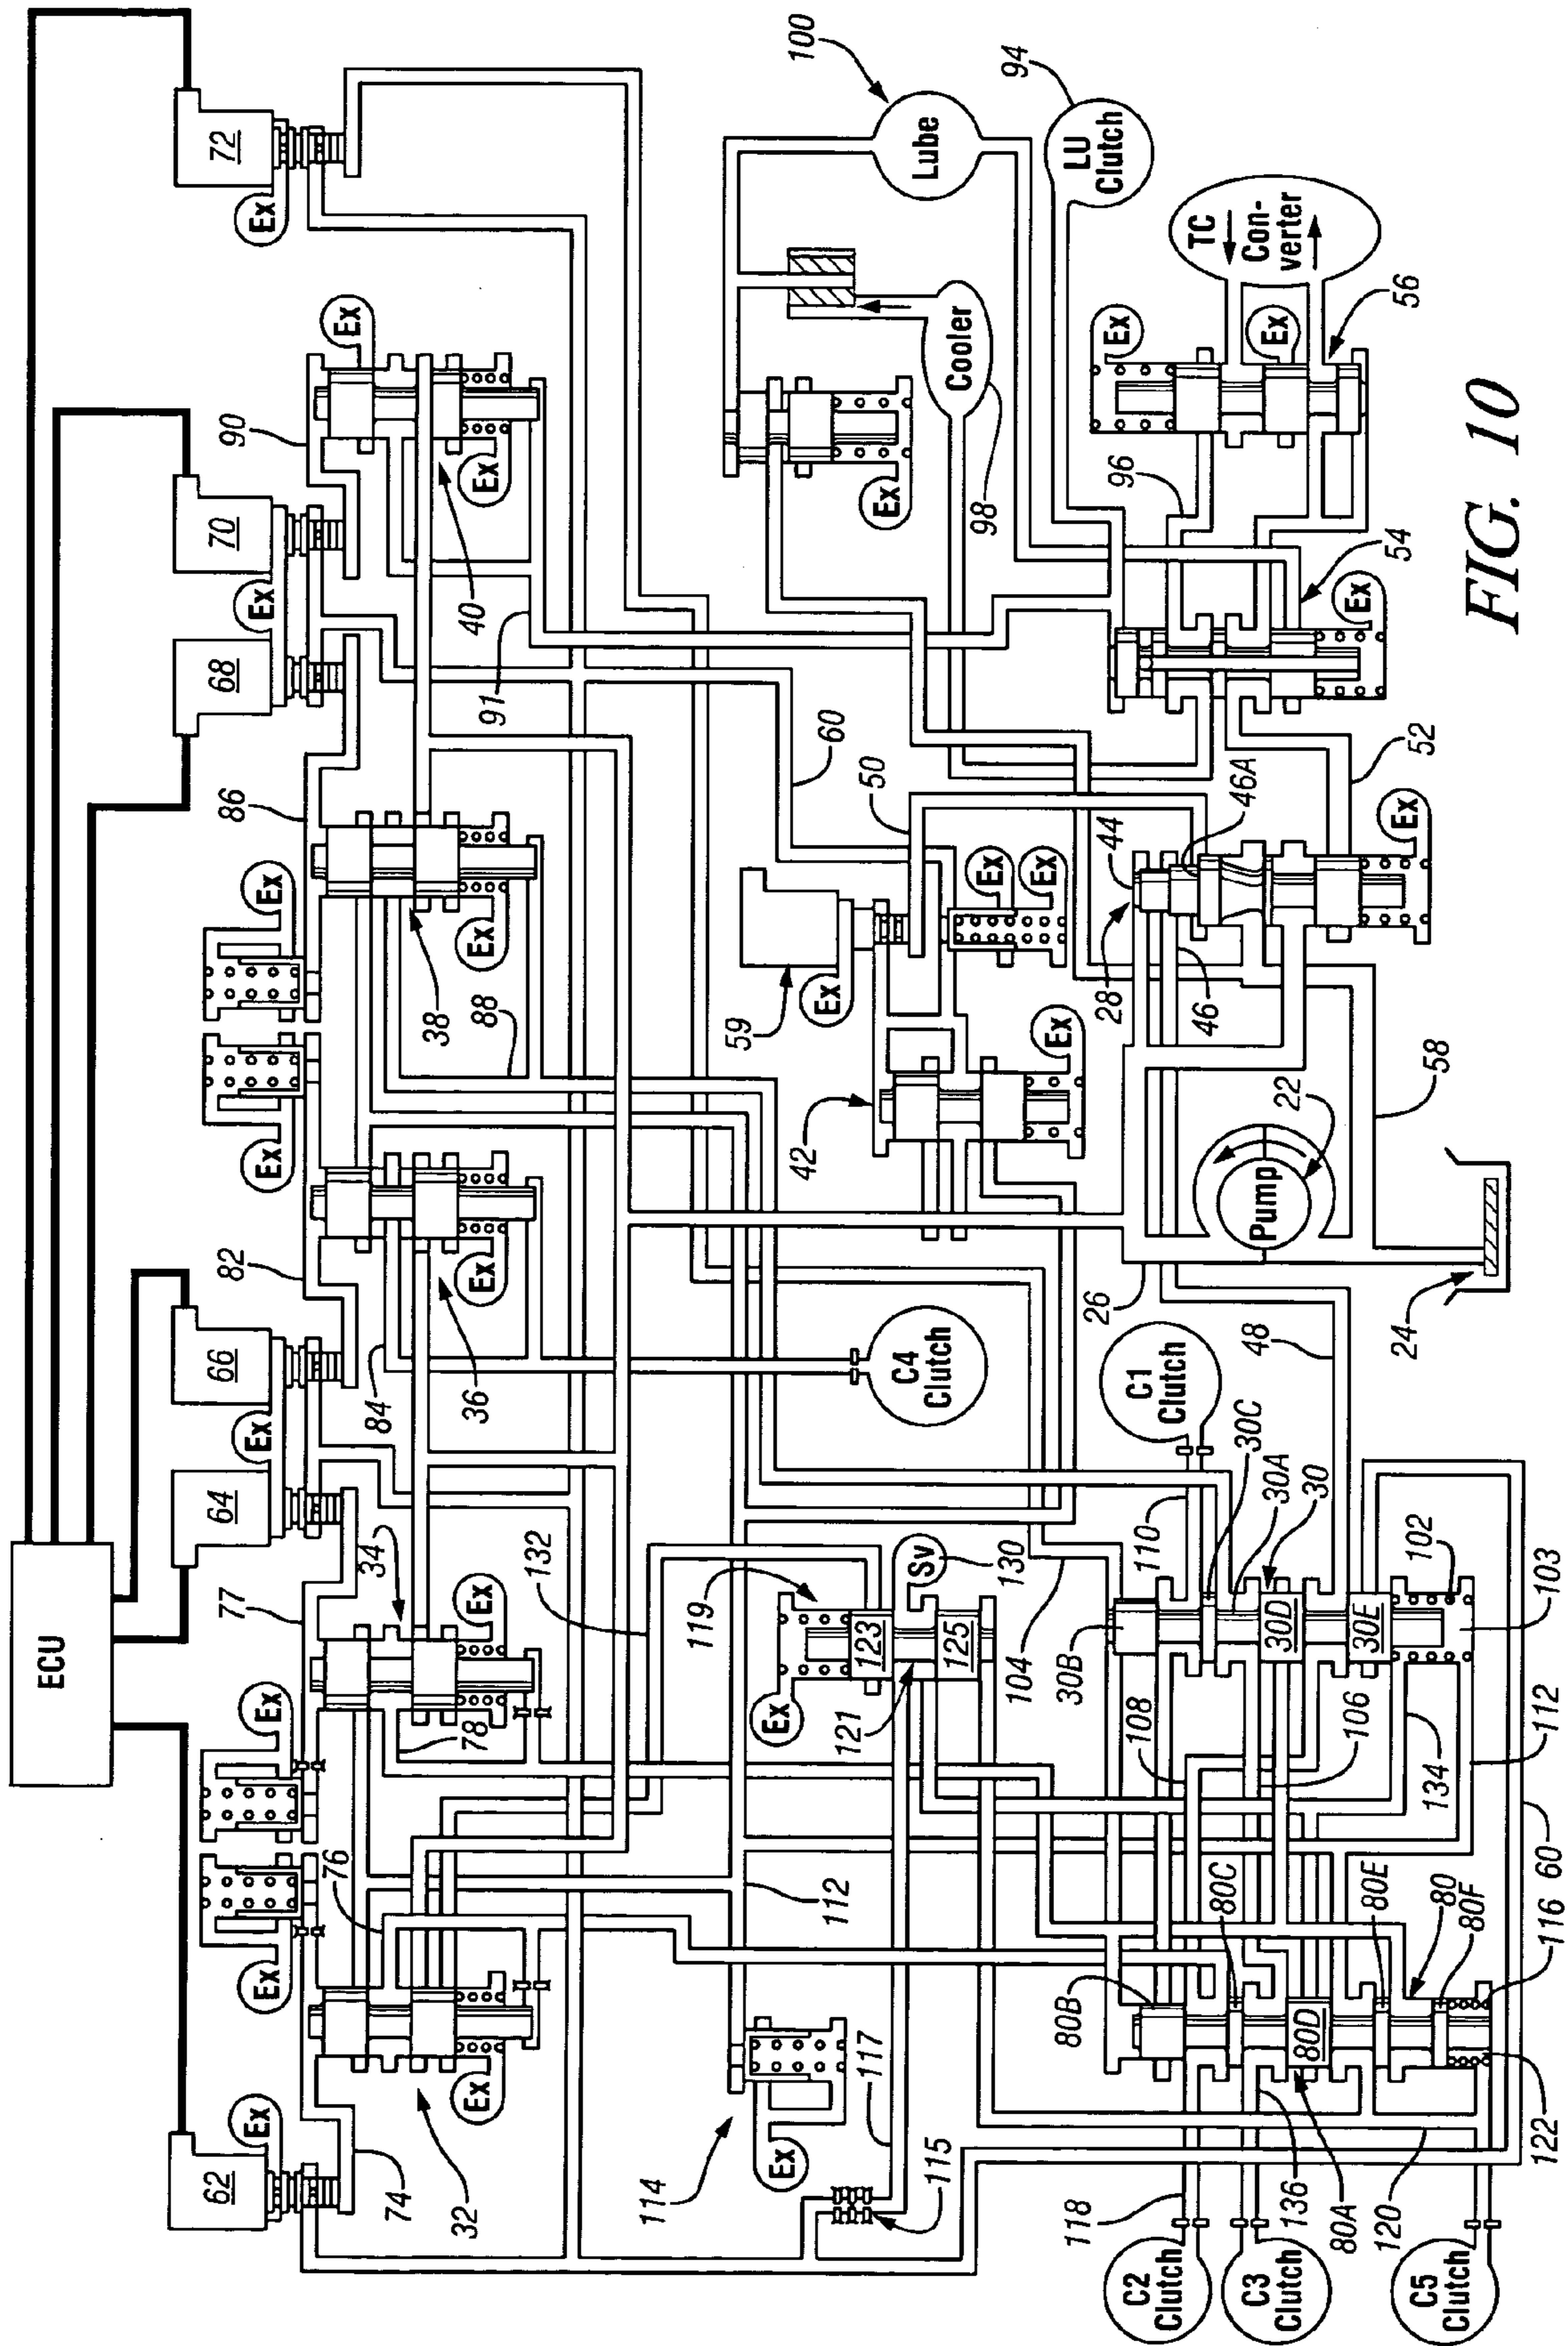 ECU
62
64
66
68
70
72
Ex
Ex
Ex
Ex
Ex
Ex
Ex
Ex
Ex
77
82
86
90
Ex
74
76
34
84
32
Ex
78
Ex
36
Ex
38
Ex
40
Ex
88
91
132
114
119
59
60
Ex
112
Ex
123
121
125
Sv
130
C4
Clutch
42
Ex
50
Ex
98
Cooler
Lube
100
117
115
104
Ex
Ex
Ex
LU
Clutch
94
118
C2
Clutch
80B
108
30B
110
C1
Clutch
26
28
46
44
46A
96
C3
Clutch
136
80C
106
30C
30A
30
30D
48
Pump
22
Ex
TC
Con-
verter
Ex
80A
80D
134
30E
102
52
54
Ex
56
120
C5
Clutch
122
80E
80
80F
116
60
112
103
24
58
Ex
FIG. 10